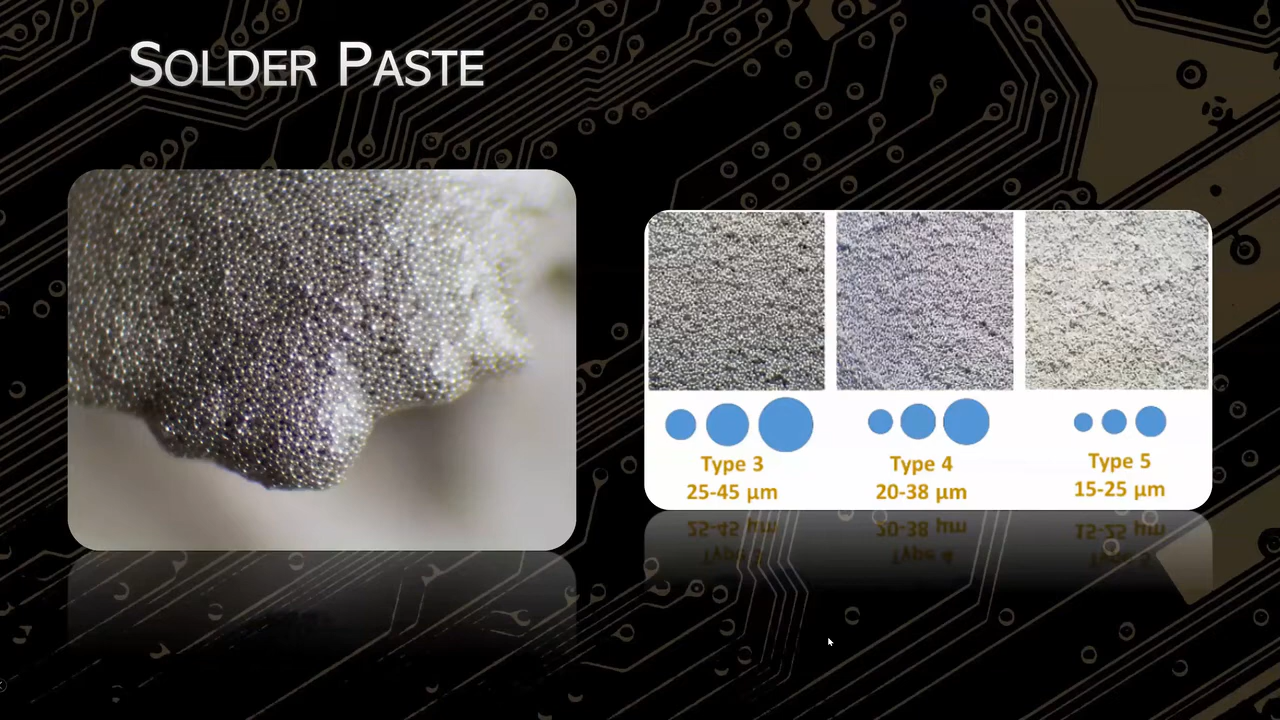 SOLDER PASTE
Type 3
25-45 μm
Type 4
20-38 μm
Type 5
15-25 μm